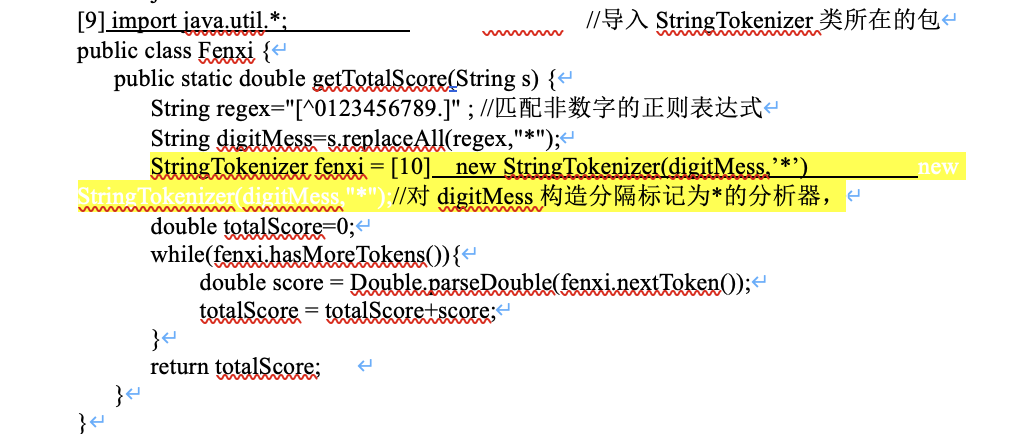 [9] import java.util.*; //导入 StringTokenizer 类所在的包
public class Fenxi {
public static double getTotalScore(String s) {
String regex="[^0123456789.]" ; //匹配非数字的正则表达式
String digitMess=s.replaceAll(regex,"*");
StringTokenizer fenxi = [10] new StringTokenizer(digitMess,’*’) new
StringTokenizer(digitMess,"*");//对 digitMess 构造分隔标记为*的分析器，
double totalScore=0;
while(fenxi.hasMoreTokens()){
double score = Double.parseDouble(fenxi.nextToken());
totalScore = totalScore+score;
}
return totalScore;
}
}